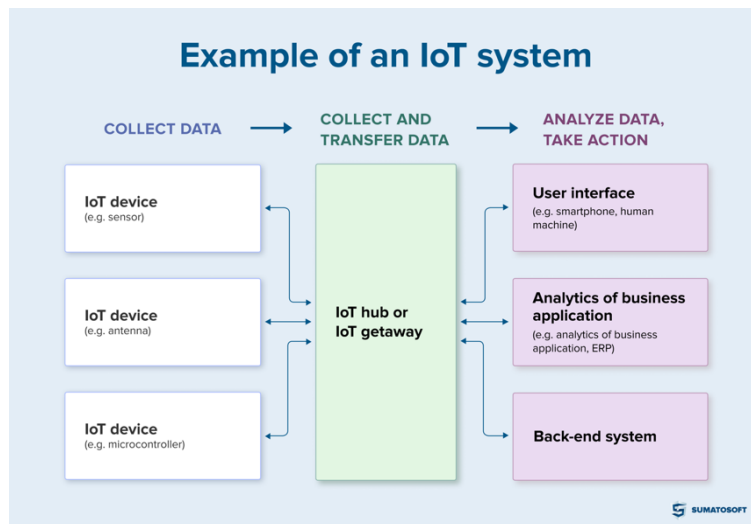 Example of an IoT system
COLLECT DATA
COLLECT AND
TRANSFER DATA
ANALYZE DATA,
TAKE ACTION
IoT device
(e.g. sensor)
IoT device
(e.g. antenna)
IoT device
(e.g. microcontroller)
IoT hub or
IoT getaway
User interface
(e.g. smartphone, human
machine)
Analytics of business
application
(e.g. analytics of business
application, ERP)
Back-end system
SUMATOSOFT